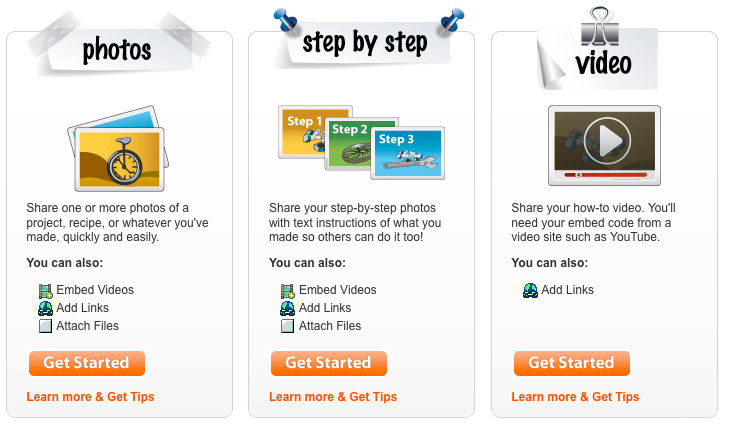 photos
Share one or more photos of a
project, recipe, or whatever you've
made, quickly and easily.
You can also:
Embed Videos
Add Links
Attach Files
Get Started
Learn more & Get Tips
step by step
Step 1
Step 2
Step 3
Share your step-by-step photos
with text instructions of what you
made so others can do it too!
You can also:
Embed Videos
Add Links
Attach Files
Get Started
Learn more & Get Tips
video
Share your how-to video. You'll
need your embed code from a
video site such as YouTube.
You can also:
Add Links
Get Started
Learn more & Get Tips